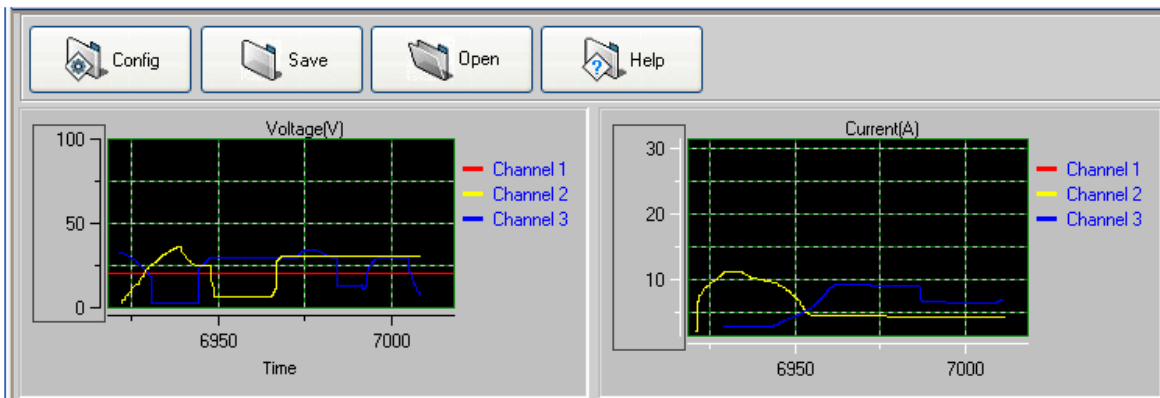 Config
Save
Open
Help
Voltage(V)
100
50
0
6950
7000
Time
Channel 1
Channel 2
Channel 3
Current(A)
30
20
10
6950
7000
Channel 1
Channel 2
Channel 3